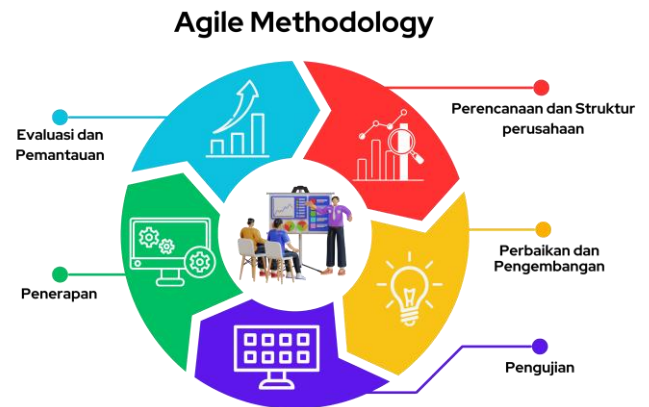 Agile Methodology
Perencanaan dan Struktur
perusahaan
Perbaikan dan
Pengembangan
Pengujian
Penerapan
Evaluasi dan
Pemantauan